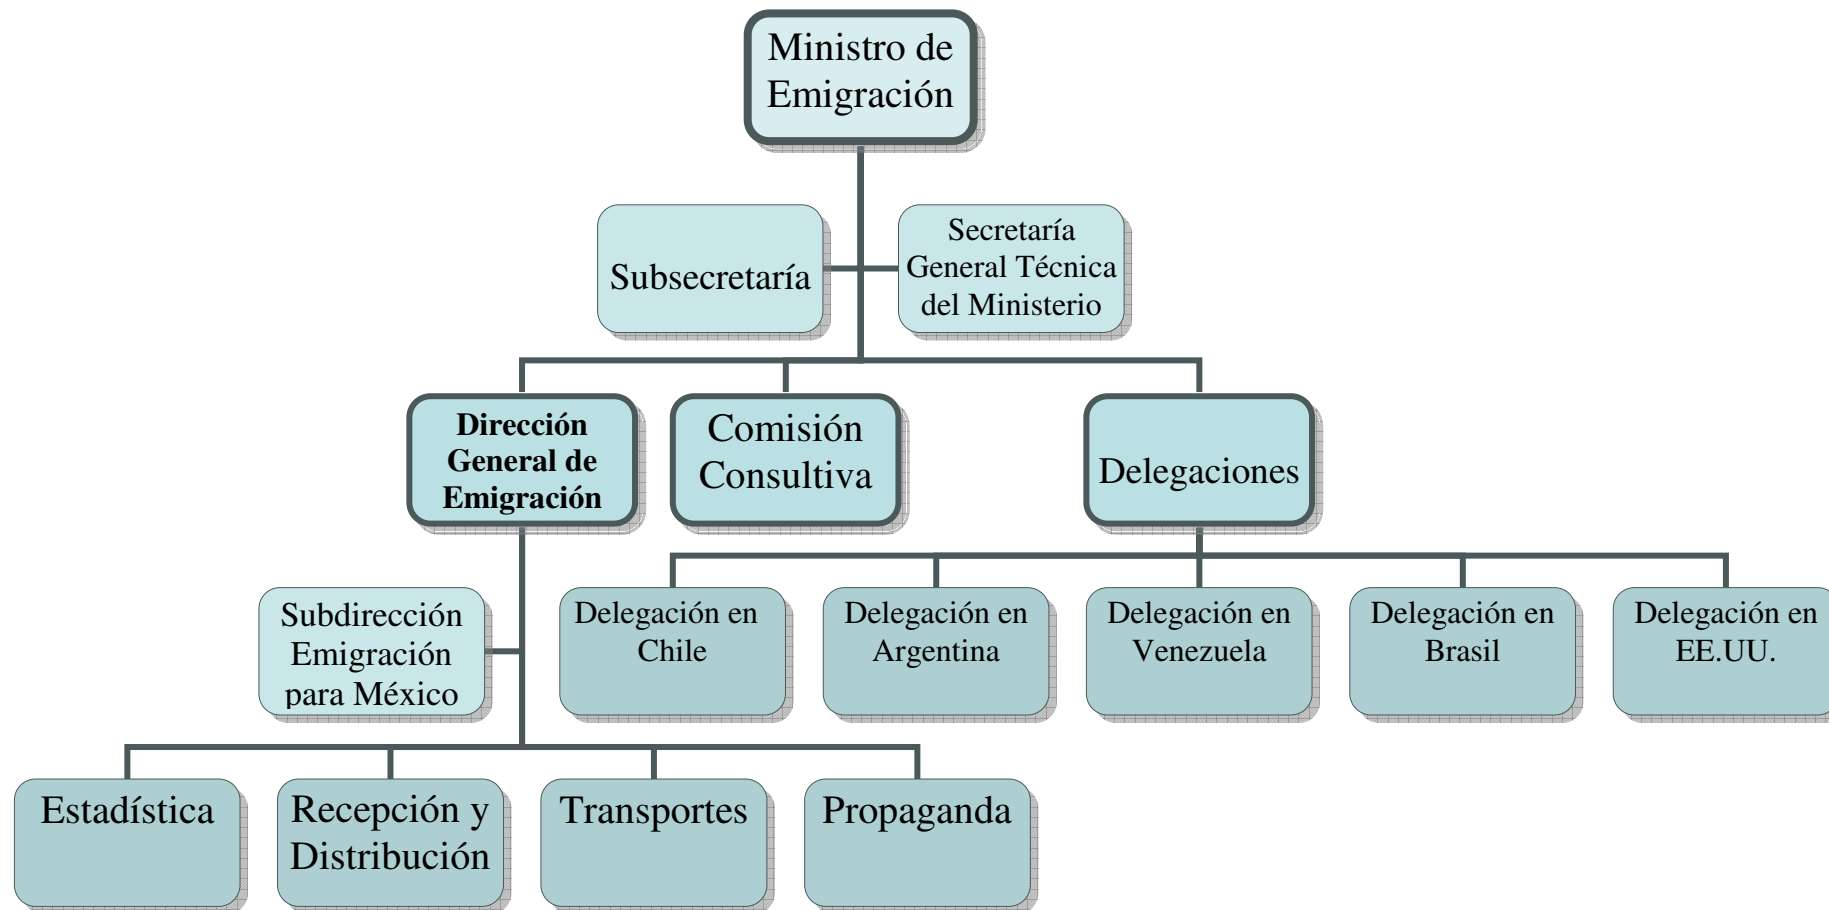 Ministro de
Emigración
Subsecretaría
Secretaría
General Técnica
del Ministerio
Dirección
General de
Emigración
Comisión
Consultiva
Delegaciones
Subdirección
Emigración
para México
Delegación en
Chile
Delegación en
Argentina
Delegación en
Venezuela
Delegación en
Brasil
Delegación en
EE.UU.
Estadística
Recepción y
Distribución
Transportes
Propaganda